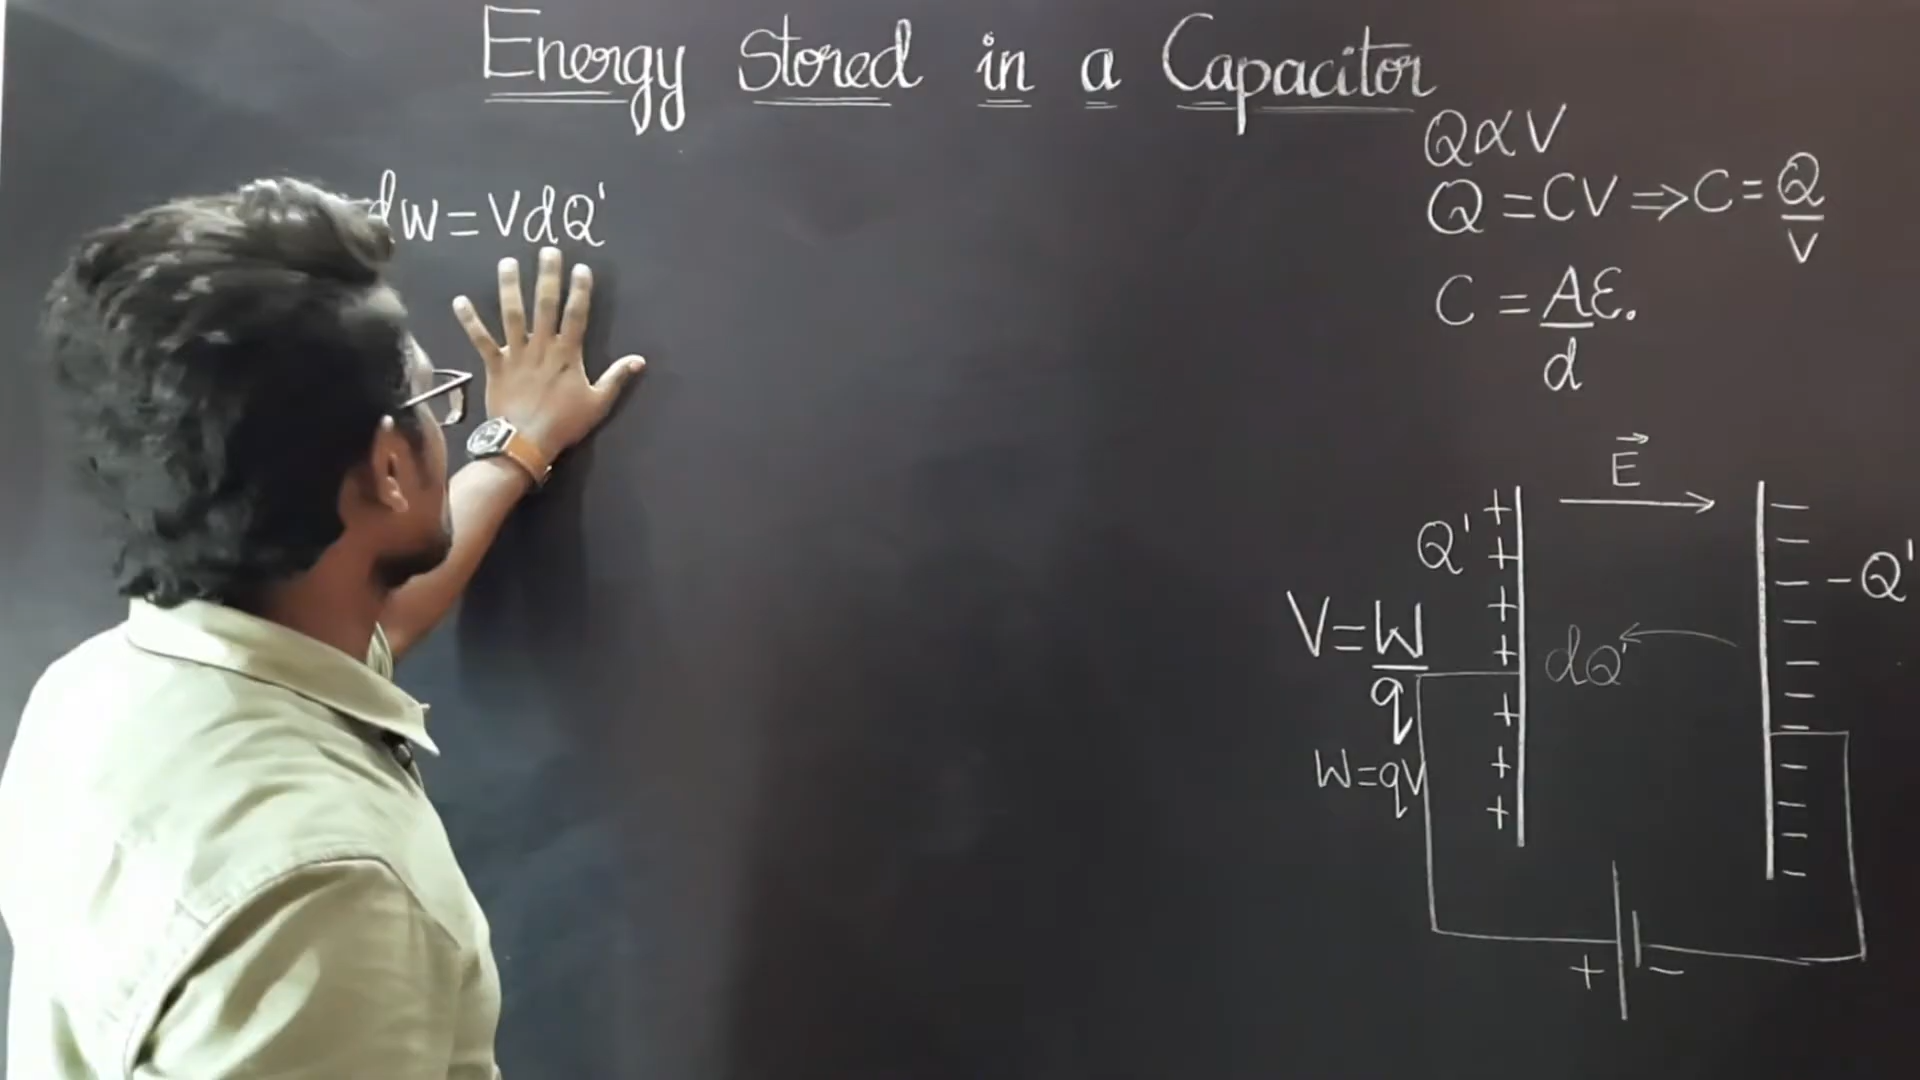 Energy Stored in a Capacitor
dW = VdQ'
Q α V
Q = CV ⇒ C = Q/V
C = Aε₀/d
E⃗
Q'
-Q'
V = W/q
dQ'
W = qV
+ −